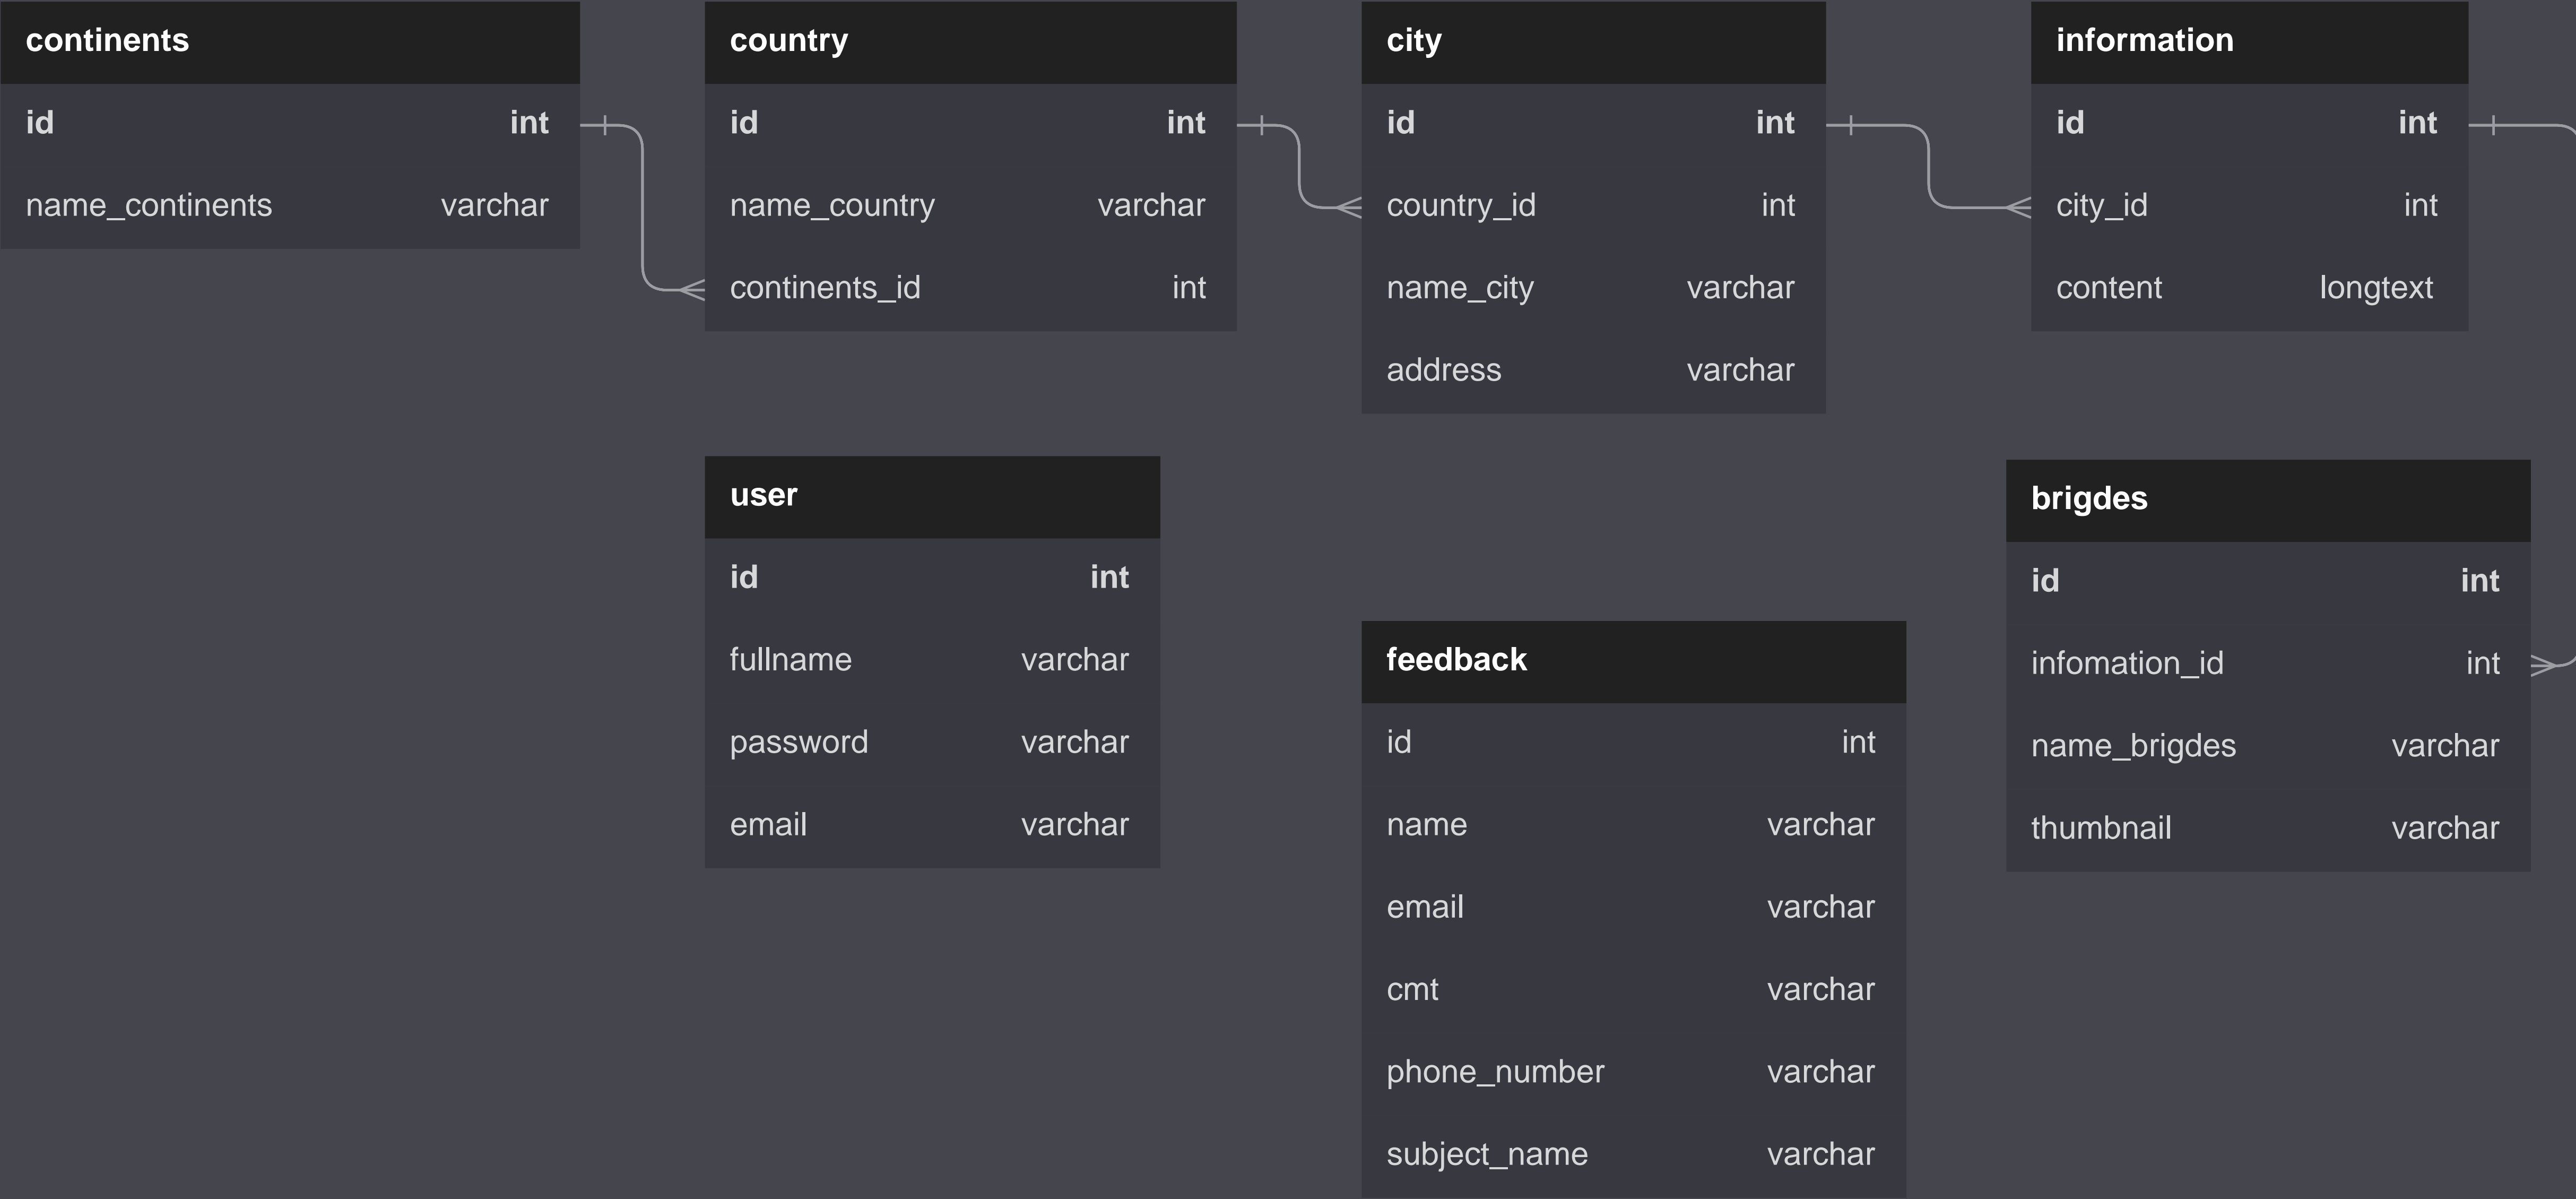 continents
id int
name_continents varchar
country
id int
name_country varchar
continents_id int
city
id int
country_id int
name_city varchar
address varchar
information
id int
city_id int
content longtext
user
id int
fullname varchar
password varchar
email varchar
feedback
id int
name varchar
email varchar
cmt varchar
phone_number varchar
subject_name varchar
brigdes
id int
infomation_id int
name_brigdes varchar
thumbnail varchar